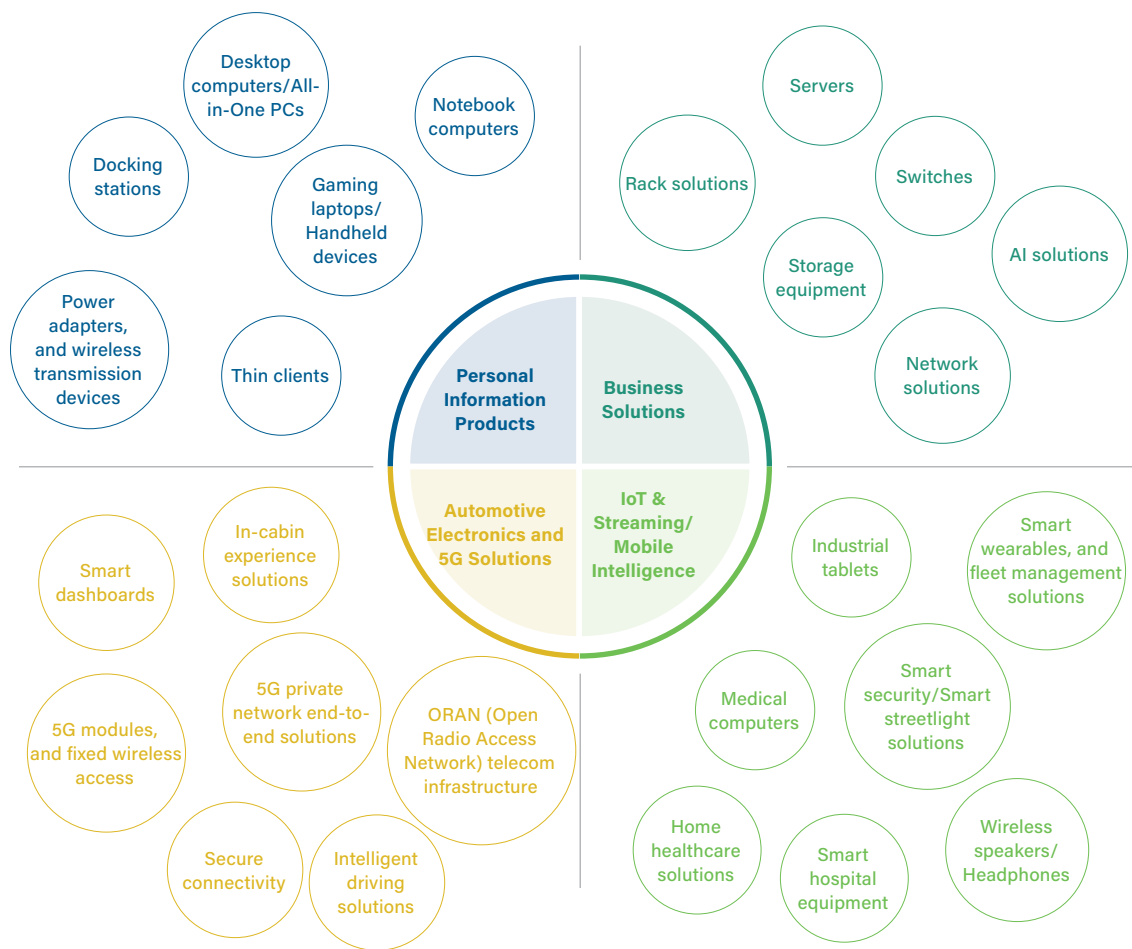 Desktop
computers/All-
in-One PCs
Notebook
computers
Docking
stations
Gaming
laptops/
Handheld
devices
Power
adapters,
and wireless
transmission
devices
Thin clients
Servers
Rack solutions
Switches
AI solutions
Storage
equipment
Network
solutions
Personal
Information
Products
Business
Solutions
Automotive
Electronics and
5G Solutions
IoT &
Streaming/
Mobile
Intelligence
In-cabin
experience
solutions
Smart
dashboards
5G private
network end-to-
end solutions
5G modules,
and fixed wireless
access
ORAN (Open
Radio Access
Network) telecom
infrastructure
Secure
connectivity
Intelligent
driving
solutions
Industrial
tablets
Smart
wearables, and
fleet management
solutions
Medical
computers
Smart
security/Smart
streetlight
solutions
Home
healthcare
solutions
Smart
hospital
equipment
Wireless
speakers/
Headphones